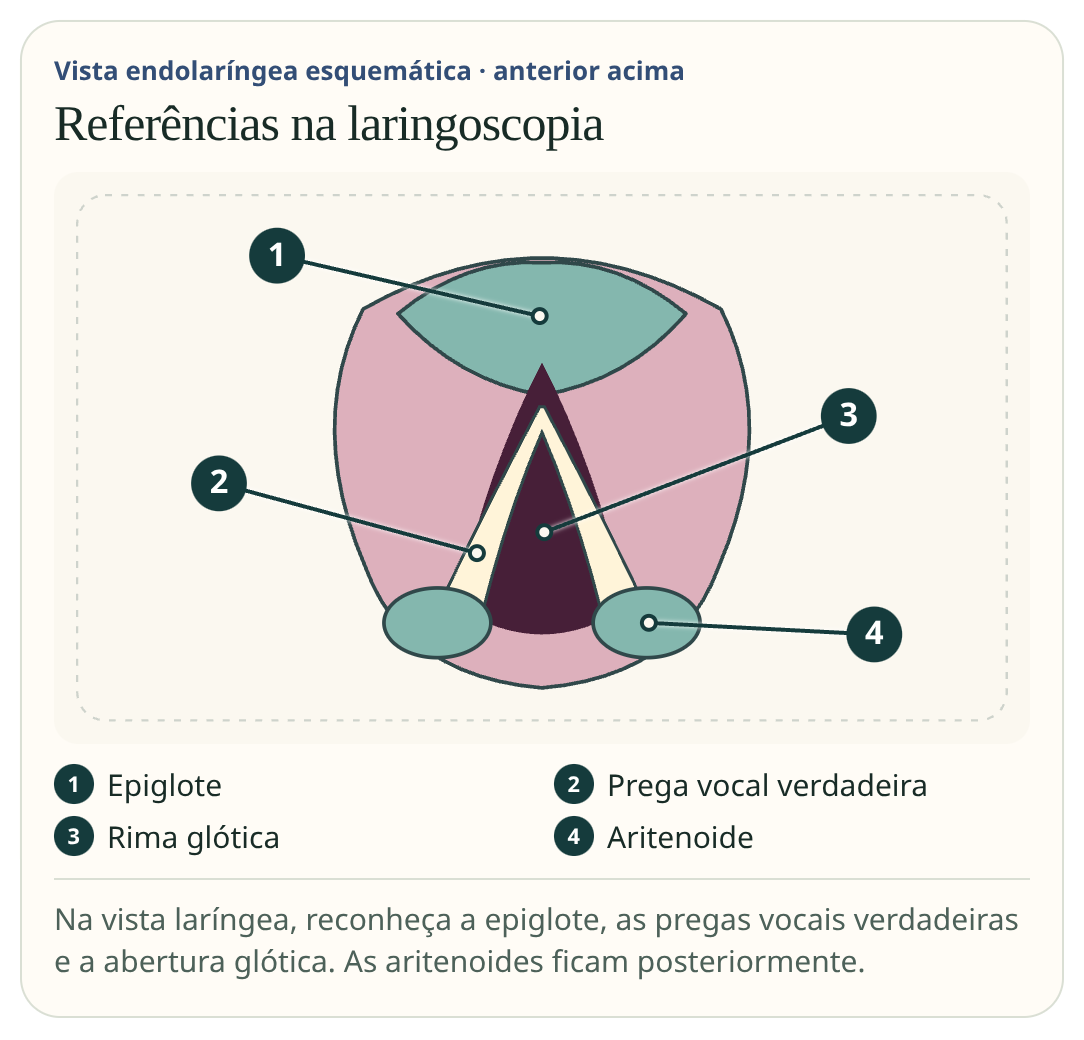 Vista endolaríngea esquemática · anterior acima
Referências na laringoscopia
1
3
2
4
1 Epiglote
2 Prega vocal verdadeira
3 Rima glótica
4 Aritenoide
Na vista laríngea, reconheça a epiglote, as pregas vocais verdadeiras
e a abertura glótica. As aritenoides ficam posteriormente.